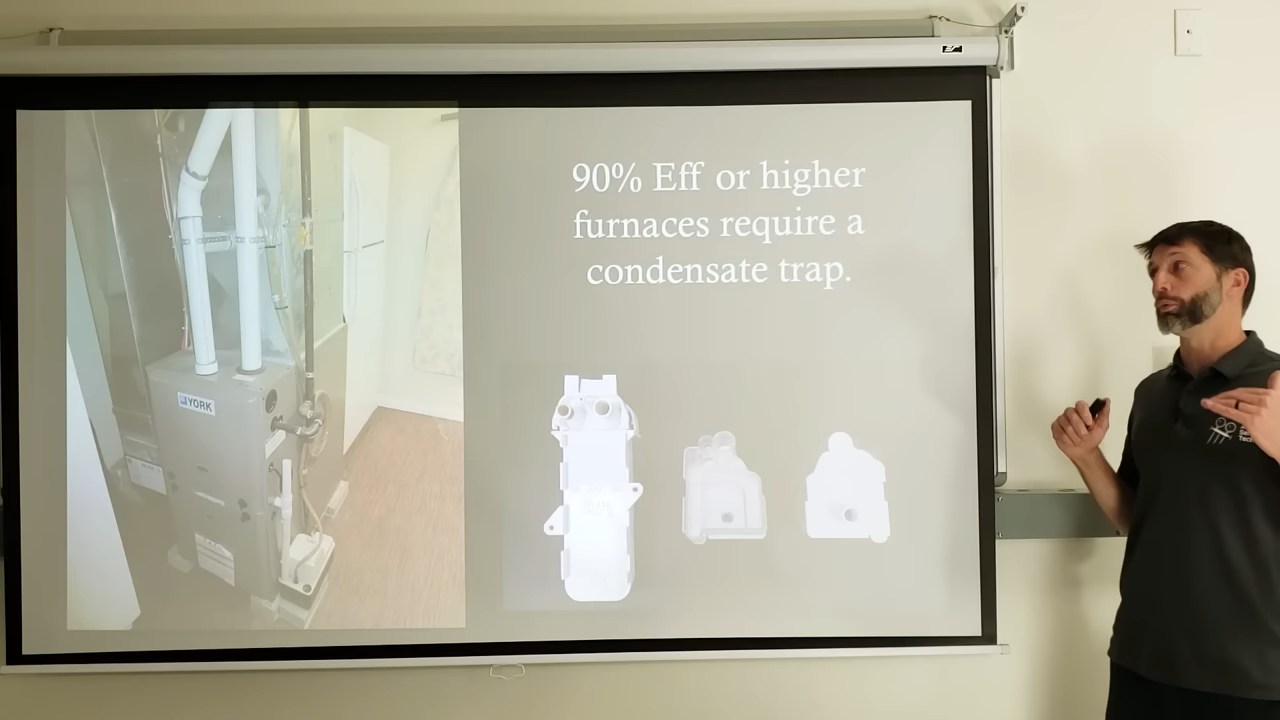 90% Eff or higher
furnaces require a
condensate trap.
YORK